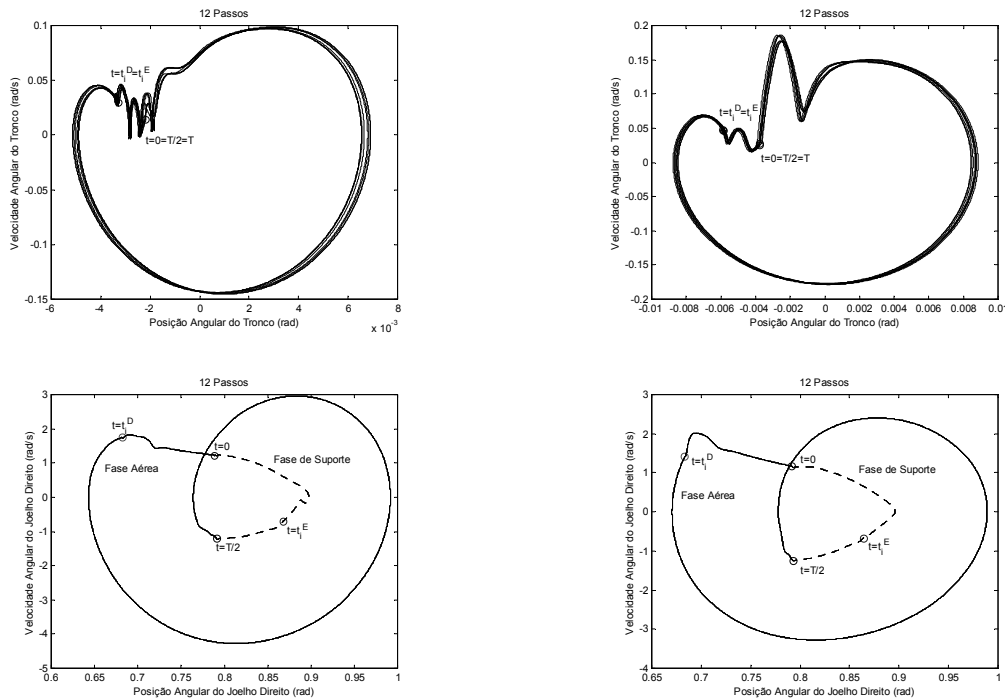 12 Passos
0.1
0.05
0
-0.05
-0.1
-0.15
Velocidade Angular do Tronco (rad/s)
t=t_i^D=t_i^E
t=0=T/2=T
-6 -4 -2 0 2 4 6 8
Posição Angular do Tronco (rad)
x 10^-3
12 Passos
0.2
0.15
0.1
0.05
0
-0.05
-0.1
-0.15
-0.2
Velocidade Angular do Tronco (rad/s)
t=t_i^D=t_i^E
t=0=T/2=T
-0.01 -0.008 -0.006 -0.004 -0.002 0 0.002 0.004 0.006 0.008 0.01
Posição Angular do Tronco (rad)
12 Passos
3
2
1
0
-1
-2
-3
-4
-5
Velocidade Angular do Joelho Direito (rad/s)
t=t_i^D
t=0
Fase de Suporte
Fase Aérea
t=t_i^E
t=T/2
0.6 0.65 0.7 0.75 0.8 0.85 0.9 0.95 1
Posição Angular do Joelho Direito (rad)
12 Passos
3
2
1
0
-1
-2
-3
-4
Velocidade Angular do Joelho Direito (rad/s)
t=t_i^D
t=0
Fase de Suporte
Fase Aérea
t=t_i^E
t=T/2
0.65 0.7 0.75 0.8 0.85 0.9 0.95 1
Posição Angular do Joelho Direito (rad)